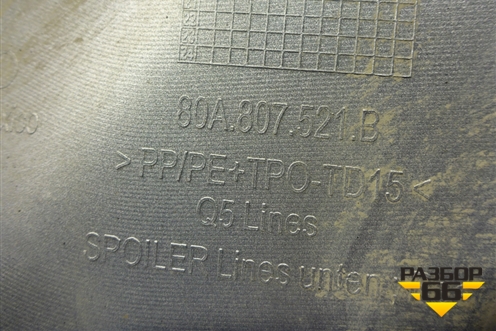 80A.807.521.B
>PP/PE+TPO-TD15<
Q5 Lines
SPOILER Lines unten
РАЗБОР
66